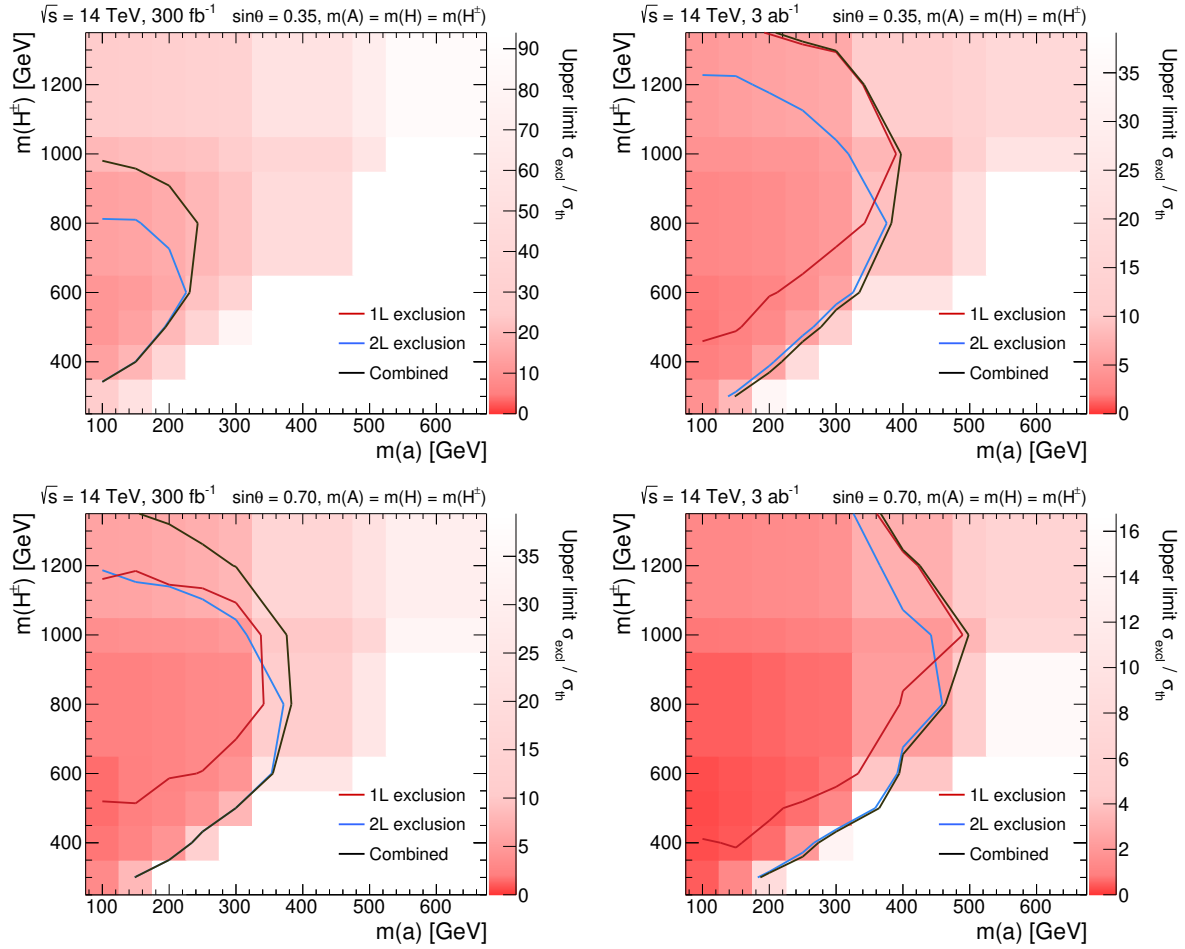 √s = 14 TeV, 300 fb⁻¹ sinθ = 0.35, m(A) = m(H) = m(H±)
m(H±) [GeV]
1200
1000
800
600
400
1L exclusion
2L exclusion
Combined
100 200 300 400 500 600
m(a) [GeV]
90
80
70
60
50
40
30
20
10
0
Upper limit σexcl / σth
√s = 14 TeV, 3 ab⁻¹ sinθ = 0.35, m(A) = m(H) = m(H±)
m(H±) [GeV]
1200
1000
800
600
400
1L exclusion
2L exclusion
Combined
100 200 300 400 500 600
m(a) [GeV]
35
30
25
20
15
10
5
0
Upper limit σexcl / σth
√s = 14 TeV, 300 fb⁻¹ sinθ = 0.70, m(A) = m(H) = m(H±)
m(H±) [GeV]
1200
1000
800
600
400
1L exclusion
2L exclusion
Combined
100 200 300 400 500 600
m(a) [GeV]
35
30
25
20
15
10
5
0
Upper limit σexcl / σth
√s = 14 TeV, 3 ab⁻¹ sinθ = 0.70, m(A) = m(H) = m(H±)
m(H±) [GeV]
1200
1000
800
600
400
1L exclusion
2L exclusion
Combined
100 200 300 400 500 600
m(a) [GeV]
16
14
12
10
8
6
4
2
0
Upper limit σexcl / σth